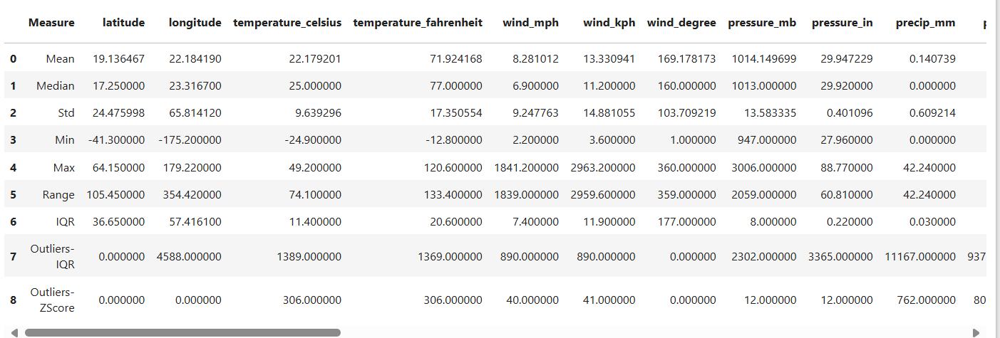 Measure latitude longitude temperature_celsius temperature_fahrenheit wind_mph wind_kph wind_degree pressure_mb pressure_in precip_mm
0 Mean 19.136467 22.184190 22.179201 71.924168 8.281012 13.330941 169.178173 1014.149699 29.947229 0.140739
1 Median 17.250000 23.316700 25.000000 77.000000 6.900000 11.200000 160.000000 1013.000000 29.920000 0.000000
2 Std 24.475998 65.814120 9.639296 17.350554 9.247763 14.881055 103.709219 13.583335 0.401096 0.609214
3 Min -41.300000 -175.200000 -24.900000 -12.800000 2.200000 3.600000 1.000000 947.000000 27.960000 0.000000
4 Max 64.150000 179.220000 49.200000 120.600000 1841.200000 2963.200000 360.000000 3006.000000 88.770000 42.240000
5 Range 105.450000 354.420000 74.100000 133.400000 1839.000000 2959.600000 359.000000 2059.000000 60.810000 42.240000
6 IQR 36.650000 57.416100 11.400000 20.600000 7.400000 11.900000 177.000000 8.000000 0.220000 0.030000
7 Outliers-
IQR 0.000000 4588.000000 1389.000000 1369.000000 890.000000 890.000000 0.000000 2302.000000 3365.000000 11167.000000 937
8 Outliers-
ZScore 0.000000 0.000000 306.000000 306.000000 40.000000 41.000000 0.000000 12.000000 12.000000 762.000000 80